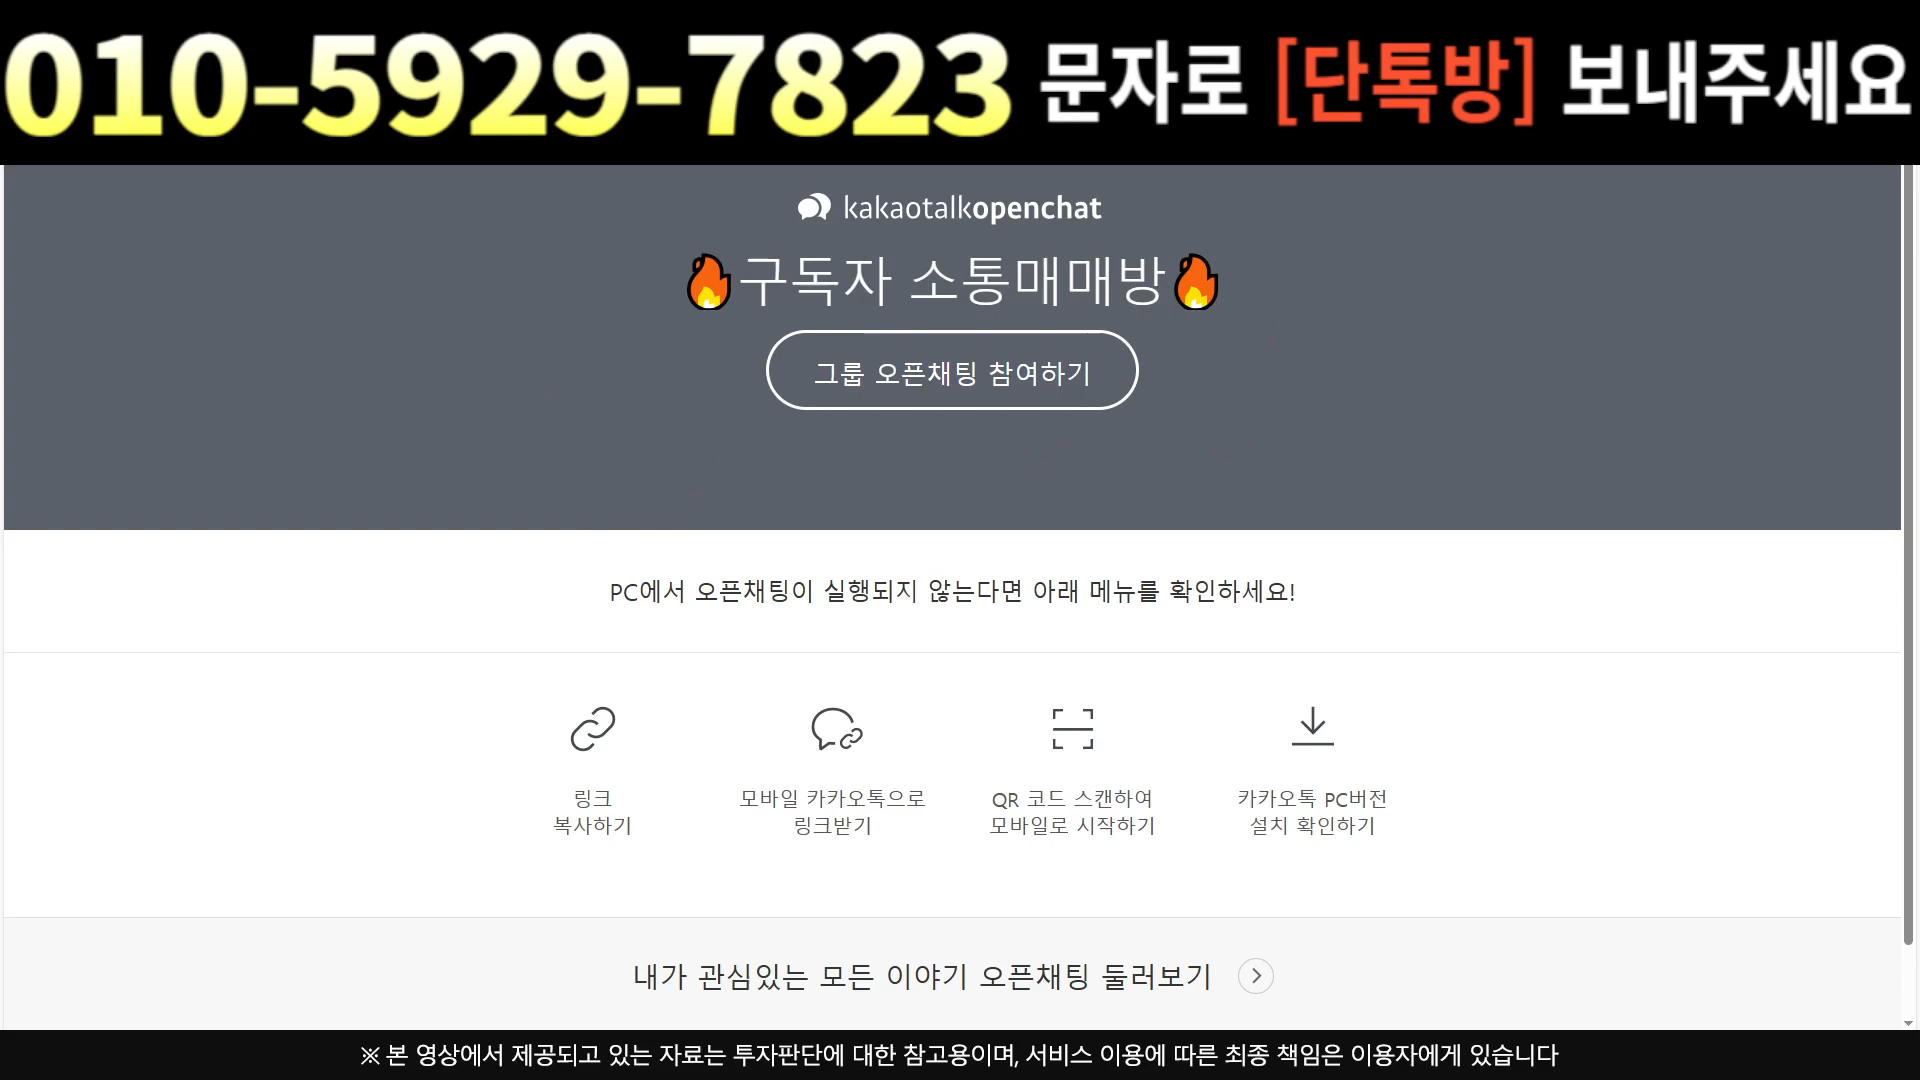 010-5929-7823 문자로 [단톡방] 보내주세요
kakaotalkopenchat
🔥구독자 소통매매방🔥
그룹 오픈채팅 참여하기
PC에서 오픈채팅이 실행되지 않는다면 아래 메뉴를 확인하세요!
링크
복사하기
모바일 카카오톡으로
링크받기
QR 코드 스캔하여
모바일로 시작하기
카카오톡 PC버전
설치 확인하기
내가 관심있는 모든 이야기 오픈채팅 둘러보기
※ 본 영상에서 제공되고 있는 자료는 투자판단에 대한 참고용이며, 서비스 이용에 따른 최종 책임은 이용자에게 있습니다